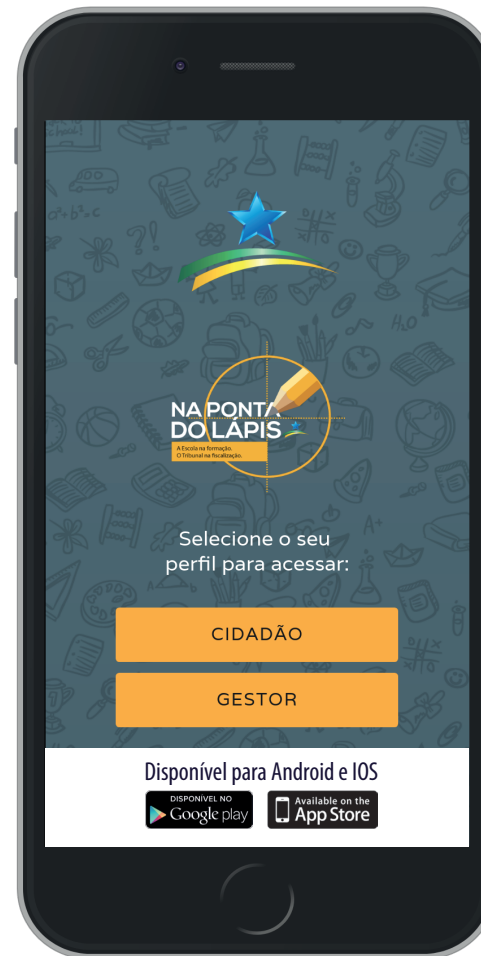 NA PONTA
DO LÁPIS
A Escola na formação.
O Tribunal na fiscalização.
Selecione o seu
perfil para acessar:
CIDADÃO
GESTOR
Disponível para Android e IOS
DISPONÍVEL NO
Google play
Available on the
App Store